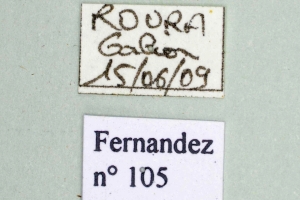 ROURA
Galion
15/06/09
Fernandez
n° 105